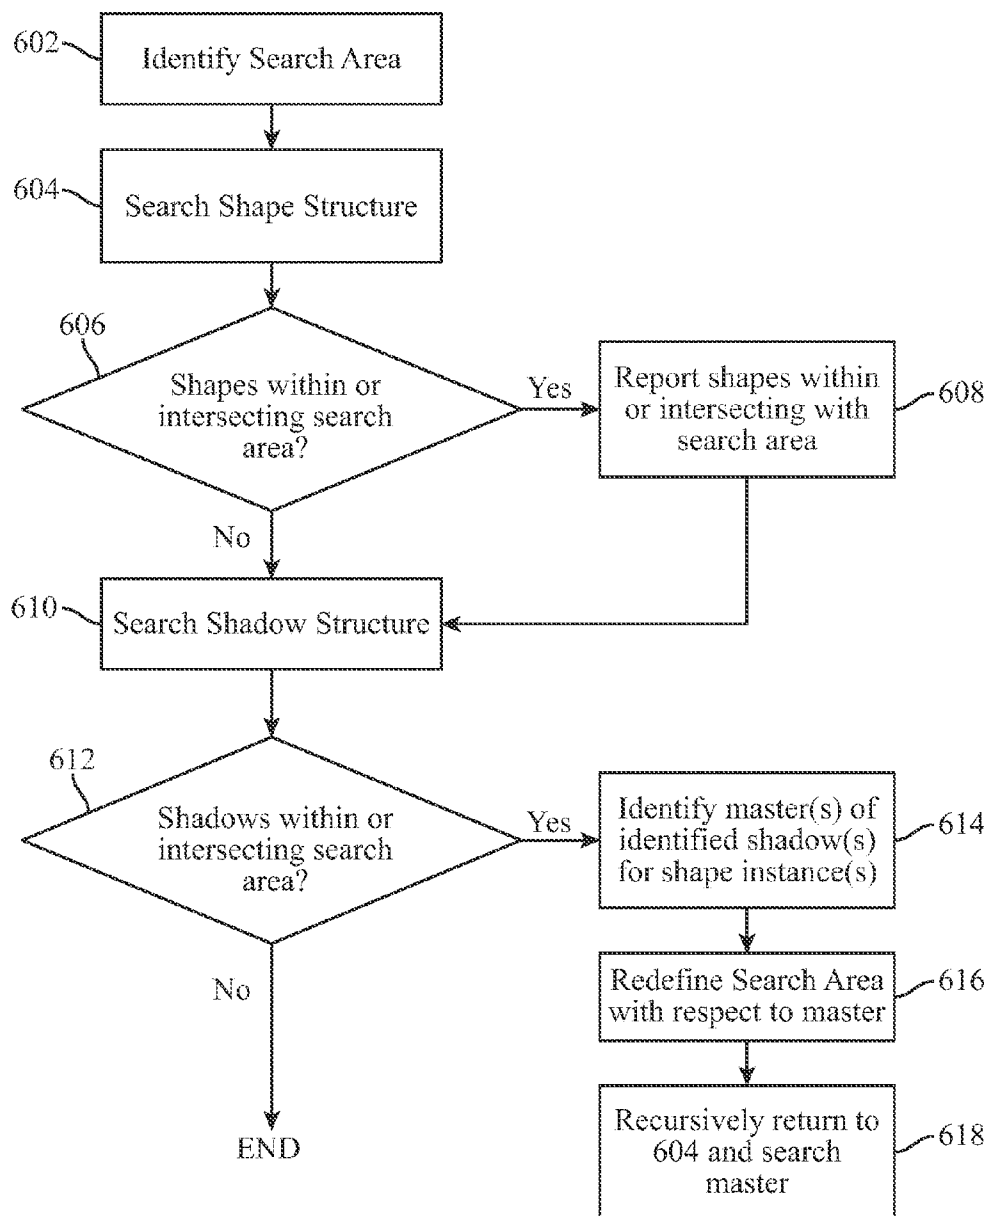 602
Identify Search Area
604
Search Shape Structure
606
Shapes within or
intersecting search
area?
Yes
Report shapes within
or intersecting with
search area
608
No
610
Search Shadow Structure
612
Shadows within or
intersecting search
area?
Yes
Identify master(s) of
identified shadow(s)
for shape instance(s)
614
No
Redefine Search Area
with respect to master
616
END
Recursively return to
604 and search
master
618